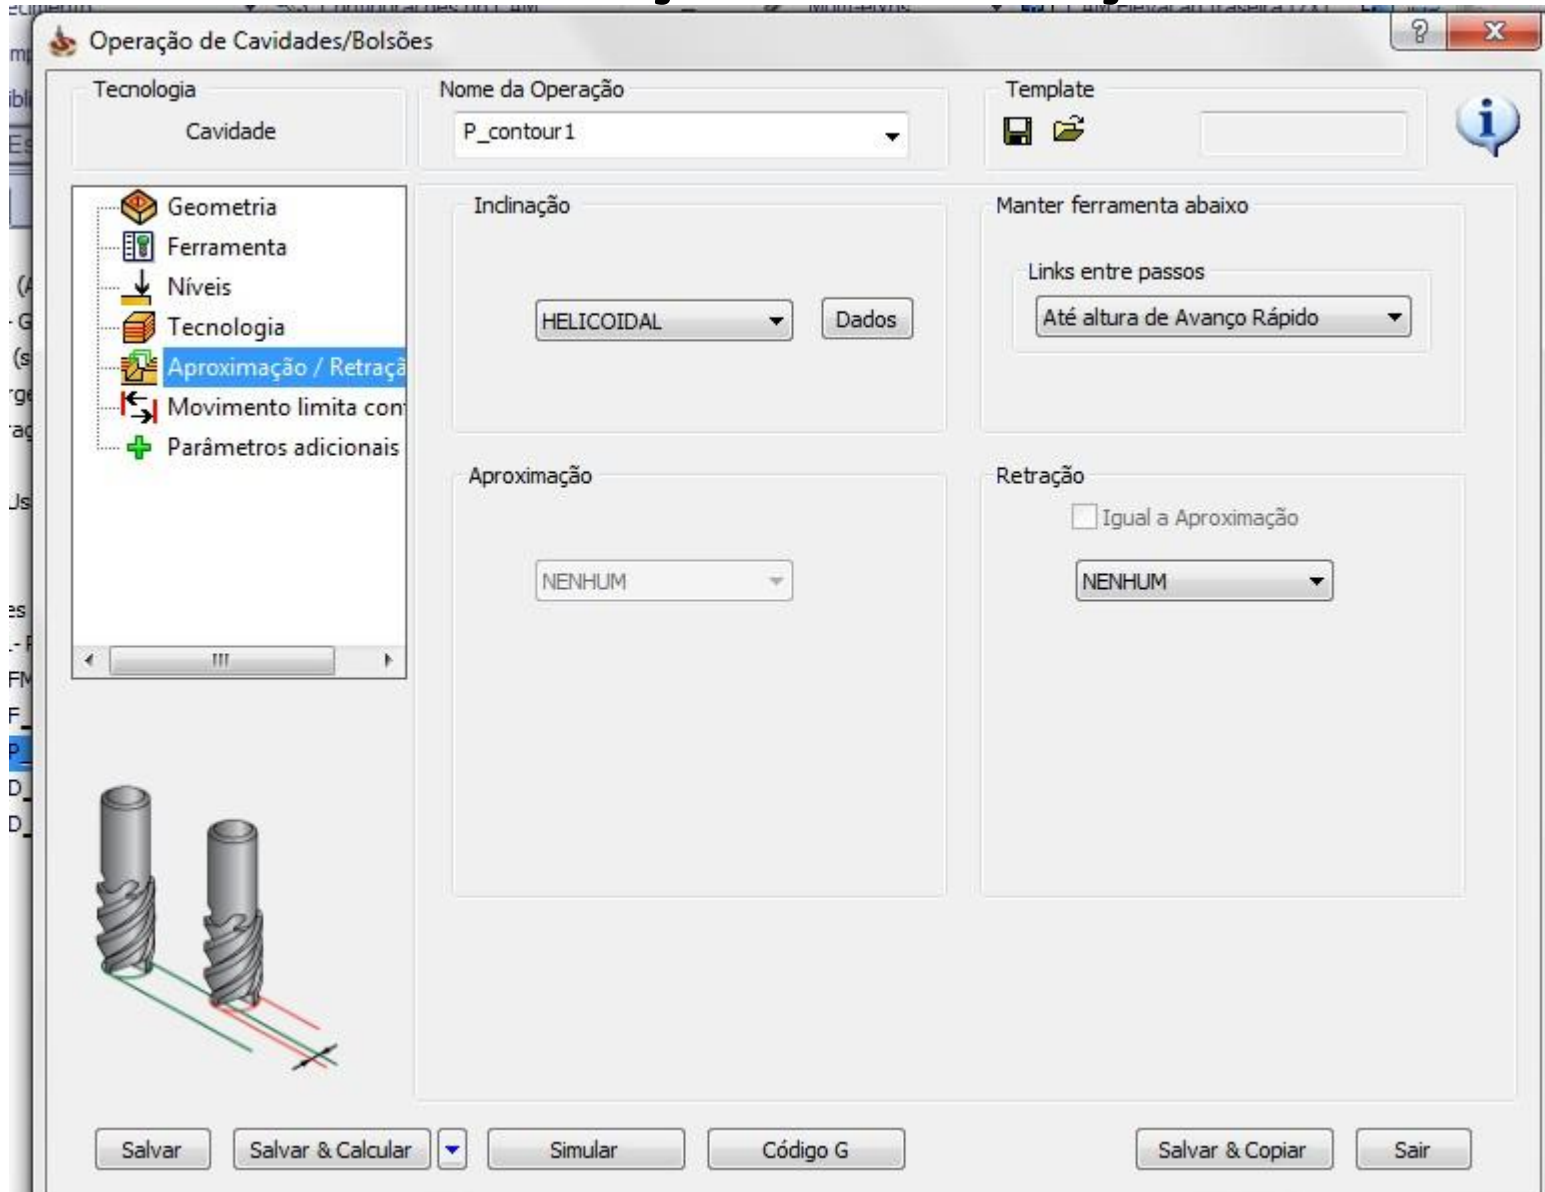 Operação de Cavidades/Bolsões
Tecnologia
Cavidade
Nome da Operação
P_contour1
Template
Geometria
Ferramenta
Níveis
Tecnologia
Aproximação / Retraçã
Movimento limita con
Parâmetros adicionais
Inclinação
HELICOIDAL
Dados
Manter ferramenta abaixo
Links entre passos
Até altura de Avanço Rápido
Aproximação
NENHUM
Retração
Igual a Aproximação
NENHUM
Salvar
Salvar & Calcular
Simular
Código G
Salvar & Copiar
Sair